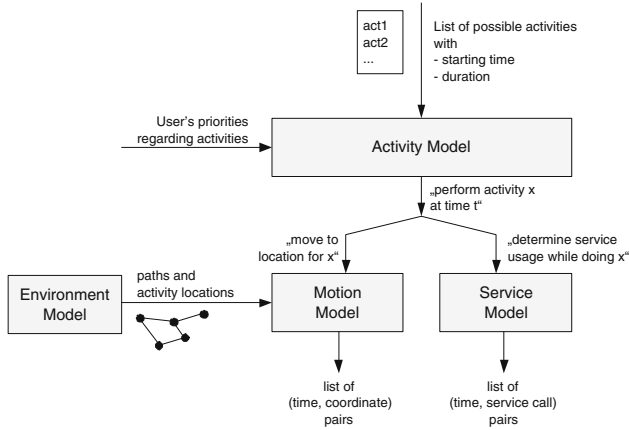 act1
act2
...
List of possible activities
with
- starting time
- duration
User's priorities
regarding activities
Activity Model
„perform activity x
at time t“
„move to
location for x“
„determine service
usage while doing x“
paths and
activity locations
Environment
Model
Motion
Model
Service
Model
list of
(time, coordinate)
pairs
list of
(time, service call)
pairs